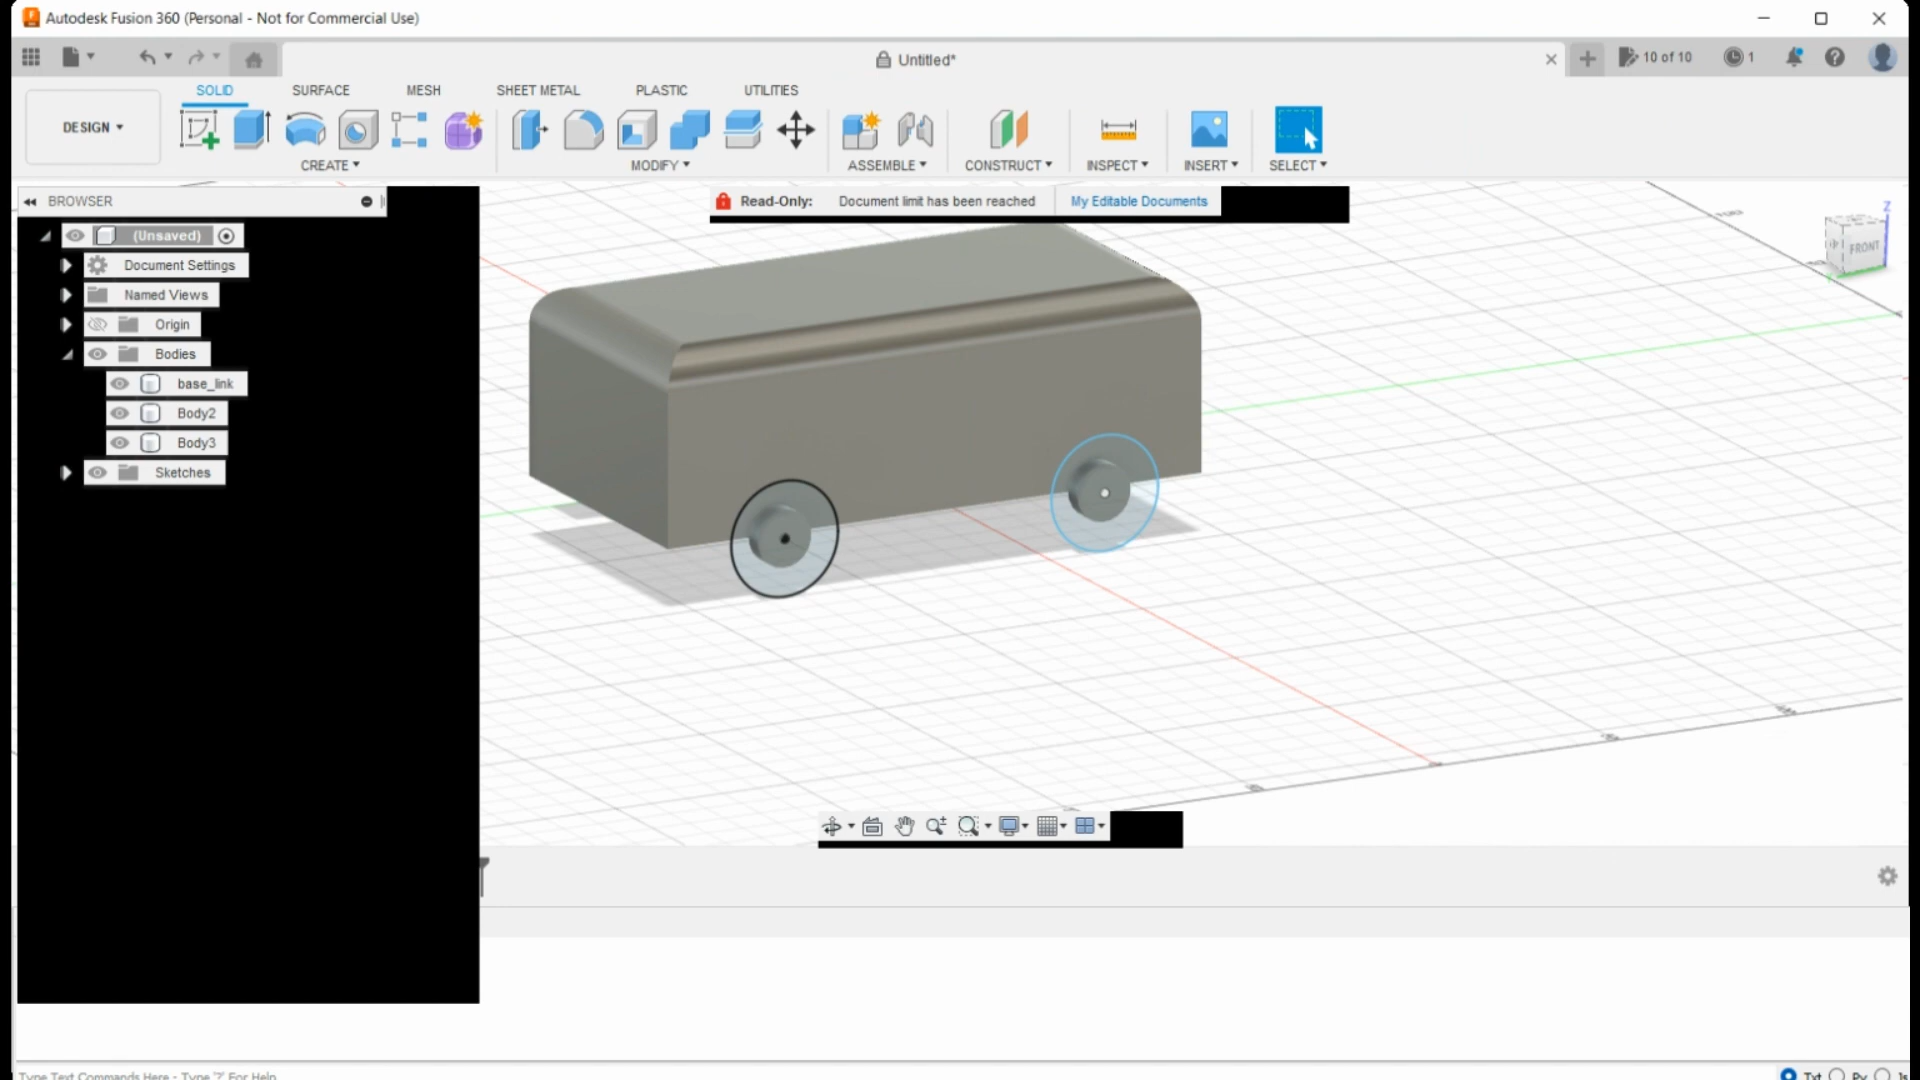 Autodesk Fusion 360 (Personal - Not for Commercial Use)
Untitled*
10 of 10
1
SOLID SURFACE MESH SHEET METAL PLASTIC UTILITIES
DESIGN
CREATE MODIFY ASSEMBLE CONSTRUCT INSPECT INSERT SELECT
BROWSER
Read-Only: Document limit has been reached My Editable Documents
(Unsaved)
Document Settings
Named Views
Origin
Bodies
base_link
Body2
Body3
Sketches
Z
FRONT
Type Text Commands Here - Type '?' For Help
Txt Py Js